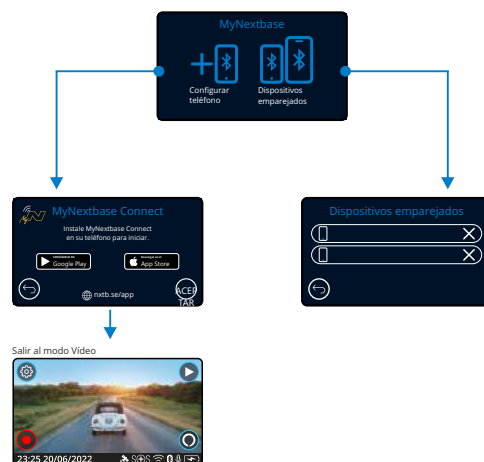 MyNextbase
Configurar
teléfono
Dispositivos
emparejados
MyNextbase Connect
Instale MyNextbase Connect
en su teléfono para iniciar.
Google Play
App Store
nxtb.se/app
ACEP
TAR
Dispositivos emparejados
Salir al modo Vídeo
23:25 20/06/2022
SOS